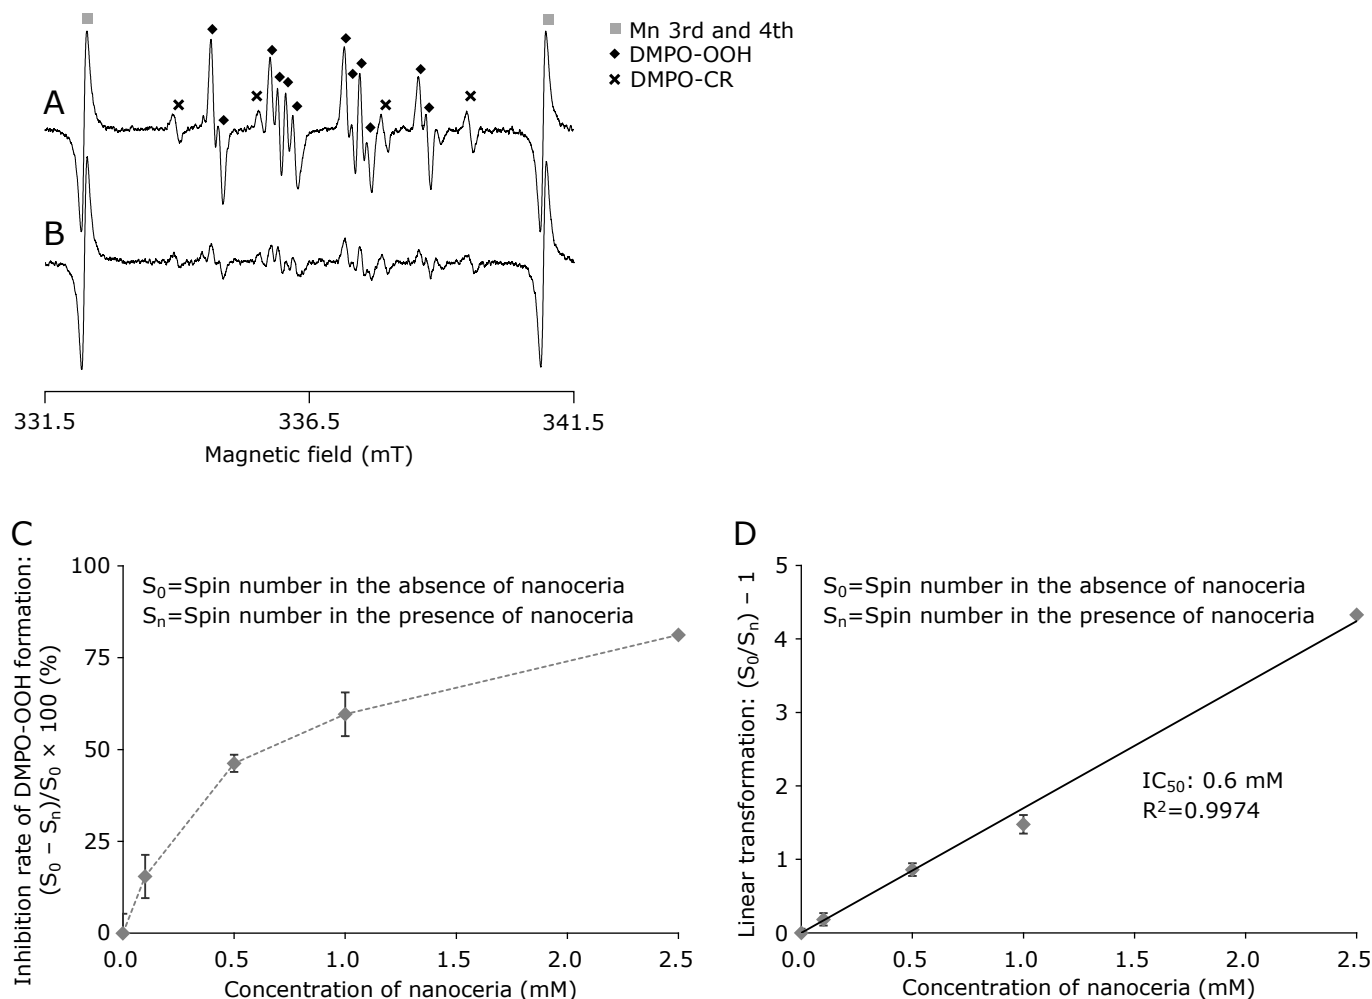 Mn 3rd and 4th
DMPO-OOH
DMPO-CR
A
B
331.5
336.5
341.5
Magnetic field (mT)
C
Inhibition rate of DMPO-OOH formation:
(S₀ − Sₙ)/S₀ × 100 (%)
100
75
50
25
0
S₀=Spin number in the absence of nanoceria
Sₙ=Spin number in the presence of nanoceria
0.0
0.5
1.0
1.5
2.0
2.5
Concentration of nanoceria (mM)
D
Linear transformation: (S₀/Sₙ) − 1
5
4
3
2
1
0
S₀=Spin number in the absence of nanoceria
Sₙ=Spin number in the presence of nanoceria
IC₅₀: 0.6 mM
R²=0.9974
0.0
0.5
1.0
1.5
2.0
2.5
Concentration of nanoceria (mM)